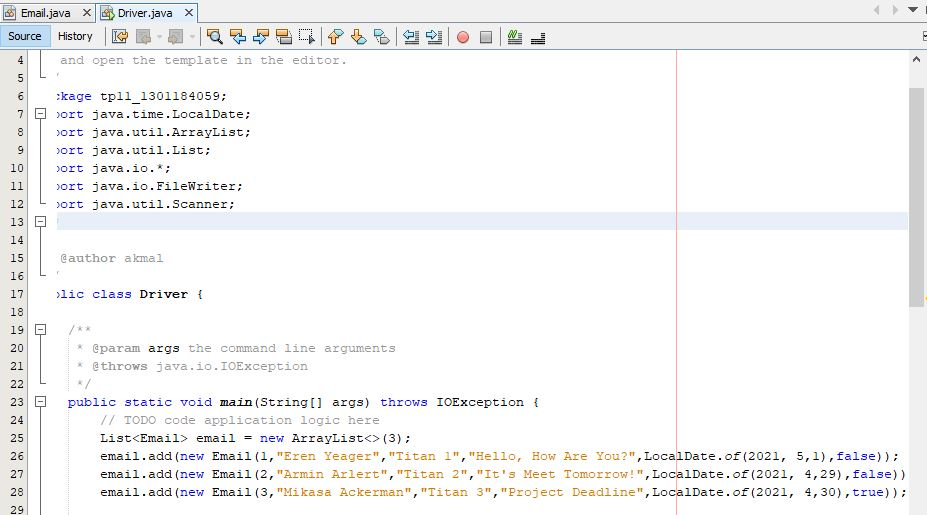 Email.java Driver.java
Source History
4 and open the template in the editor.
5
6 kage tp11_1301184059;
7 ort java.time.LocalDate;
8 ort java.util.ArrayList;
9 ort java.util.List;
10 ort java.io.*;
11 ort java.io.FileWriter;
12 ort java.util.Scanner;
13
14
15 @author akmal
16
17 lic class Driver {
18
19 /**
20 * @param args the command line arguments
21 * @throws java.io.IOException
22 */
23 public static void main(String[] args) throws IOException {
24 // TODO code application logic here
25 List<Email> email = new ArrayList<>(3);
26 email.add(new Email(1,"Eren Yeager","Titan 1","Hello, How Are You?",LocalDate.of(2021, 5,1),false));
27 email.add(new Email(2,"Armin Arlert","Titan 2","It's Meet Tomorrow!",LocalDate.of(2021, 4,29),false))
28 email.add(new Email(3,"Mikasa Ackerman","Titan 3","Project Deadline",LocalDate.of(2021, 4,30),true));
29